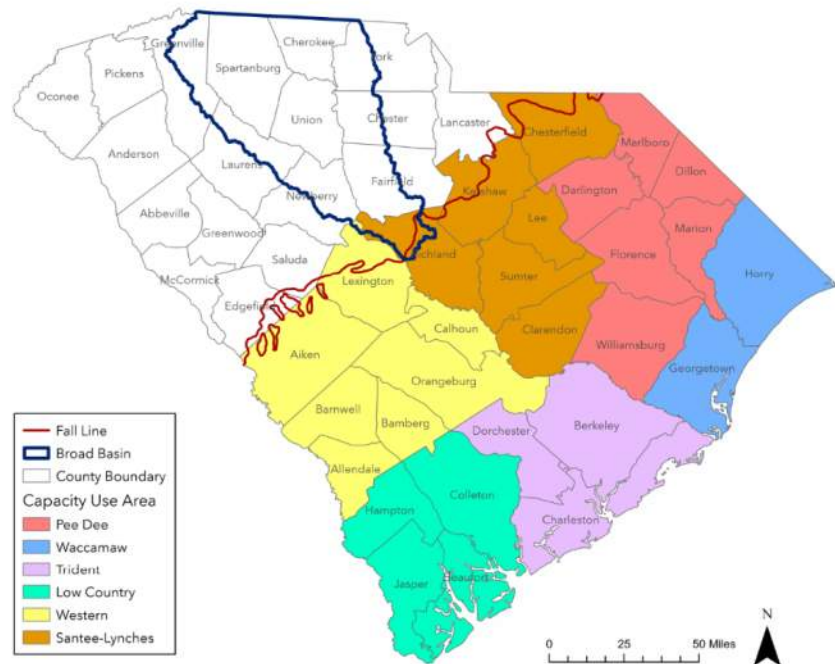 Greenville
Cherokee
York
Spartanburg
Pickens
Oconee
Union
Chester
Lancaster
Chesterfield
Marlboro
Anderson
Laurens
Fairfield
Kershaw
Dillon
Newberry
Darlington
Lee
Marion
Abbeville
Greenwood
Richland
Florence
Horry
Saluda
Sumter
McCormick
Lexington
Edgefield
Clarendon
Calhoun
Williamsburg
Aiken
Georgetown
Orangeburg
Barnwell
Bamberg
Berkeley
Dorchester
Allendale
Colleton
Hampton
Charleston
Jasper
Beaufort
Fall Line
Broad Basin
County Boundary
Capacity Use Area
Pee Dee
Waccamaw
Trident
Low Country
Western
Santee-Lynches
N
0 25 50 Miles